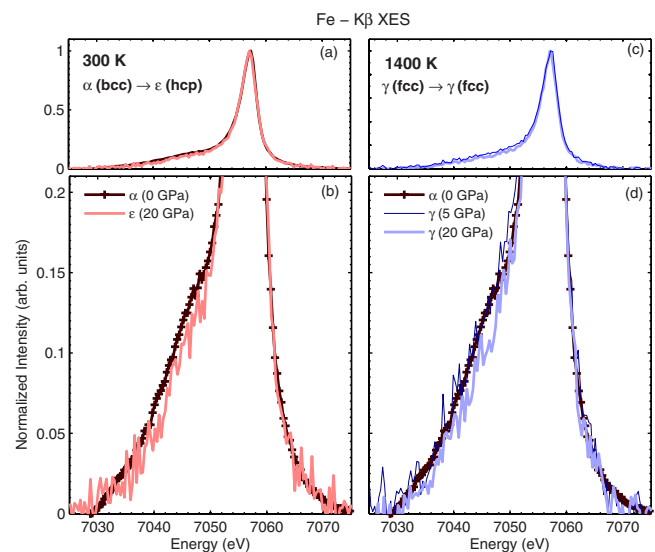 Fe – Kβ XES
(a)
300 K
α (bcc) → ε (hcp)
1
0.5
0
(c)
1400 K
γ (fcc) → γ (fcc)
(b)
α (0 GPa)
ε (20 GPa)
0.2
0.15
0.1
0.05
0
Normalized Intensity (arb. units)
7030 7040 7050 7060 7070
Energy (eV)
(d)
α (0 GPa)
γ (5 GPa)
γ (20 GPa)
7030 7040 7050 7060 7070
Energy (eV)